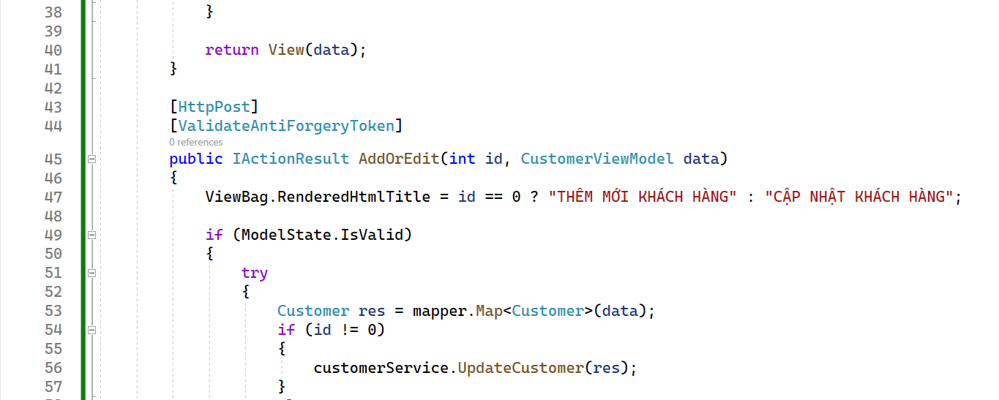 38 }
39
40 return View(data);
41 }
42
43 [HttpPost]
44 [ValidateAntiForgeryToken]
0 references
45 public IActionResult AddOrEdit(int id, CustomerViewModel data)
46 {
47 ViewBag.RenderedHtmlTitle = id == 0 ? "THÊM MỚI KHÁCH HÀNG" : "CẬP NHẬT KHÁCH HÀNG";
48
49 if (ModelState.IsValid)
50 {
51 try
52 {
53 Customer res = mapper.Map<Customer>(data);
54 if (id != 0)
55 {
56 customerService.UpdateCustomer(res);
57 }